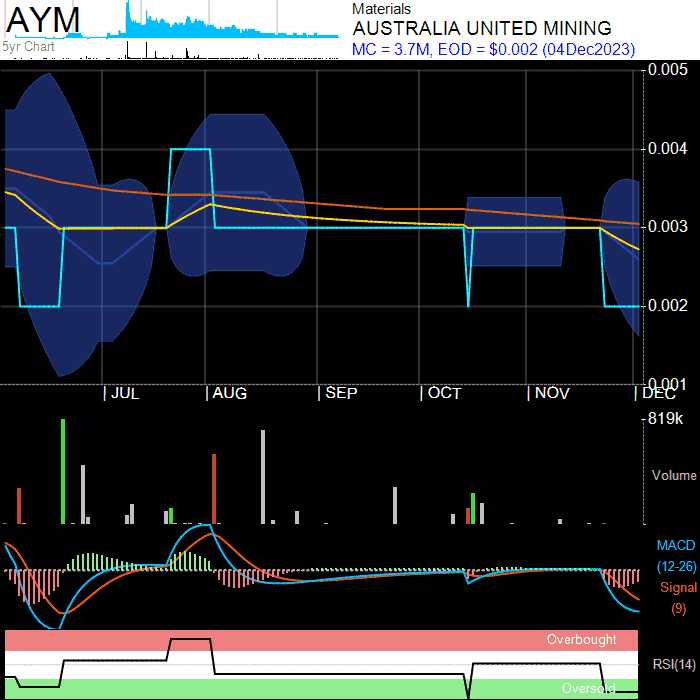 AYM
5yr Chart
Materials
AUSTRALIA UNITED MINING
MC = 3.7M, EOD = $0.002 (04Dec2023)
0.005
0.004
0.003
0.002
0.001
JUL
AUG
SEP
OCT
NOV
DEC
819k
Volume
MACD
(12-26)
Signal
(9)
Overbought
RSI(14)
Oversold